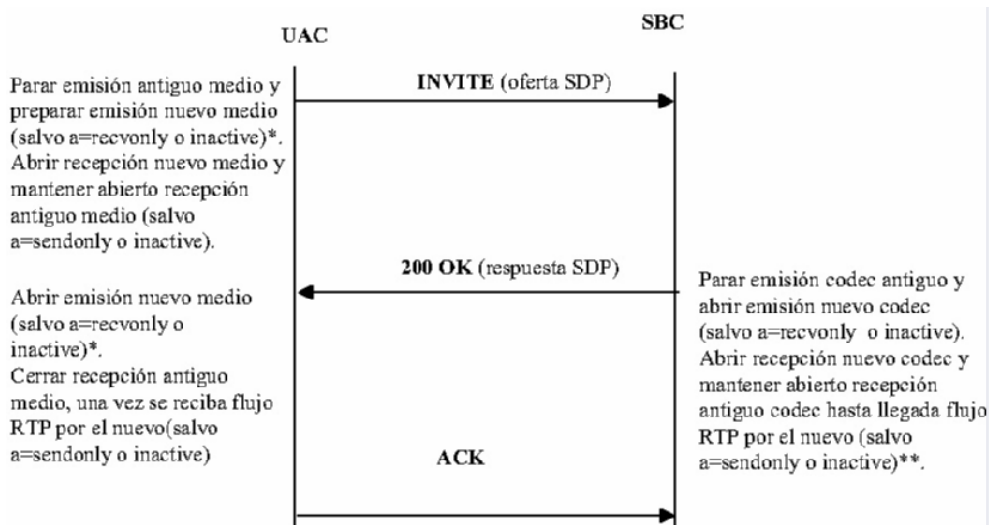 UAC
SBC
INVITE (oferta SDP)
Parar emisión antiguo medio y
preparar emisión nuevo medio
(salvo a=recvonly o inactive)*.
Abrir recepción nuevo medio y
mantener abierto recepción
antiguo medio (salvo
a=sendonly o inactive).
200 OK (respuesta SDP)
Abrir emisión nuevo medio
(salvo a=recvonly o
inactive)*.
Cerrar recepción antiguo
medio, una vez se reciba flujo
RTP por el nuevo(salvo
a=sendonly o inactive)
Parar emisión codec antiguo y
abrir emisión nuevo codec
(salvo a=recvonly o inactive).
Abrir recepción nuevo codec y
mantener abierto recepción
antiguo codec hasta llegada flujo
RTP por el nuevo (salvo
a=sendonly o inactive)**.
ACK